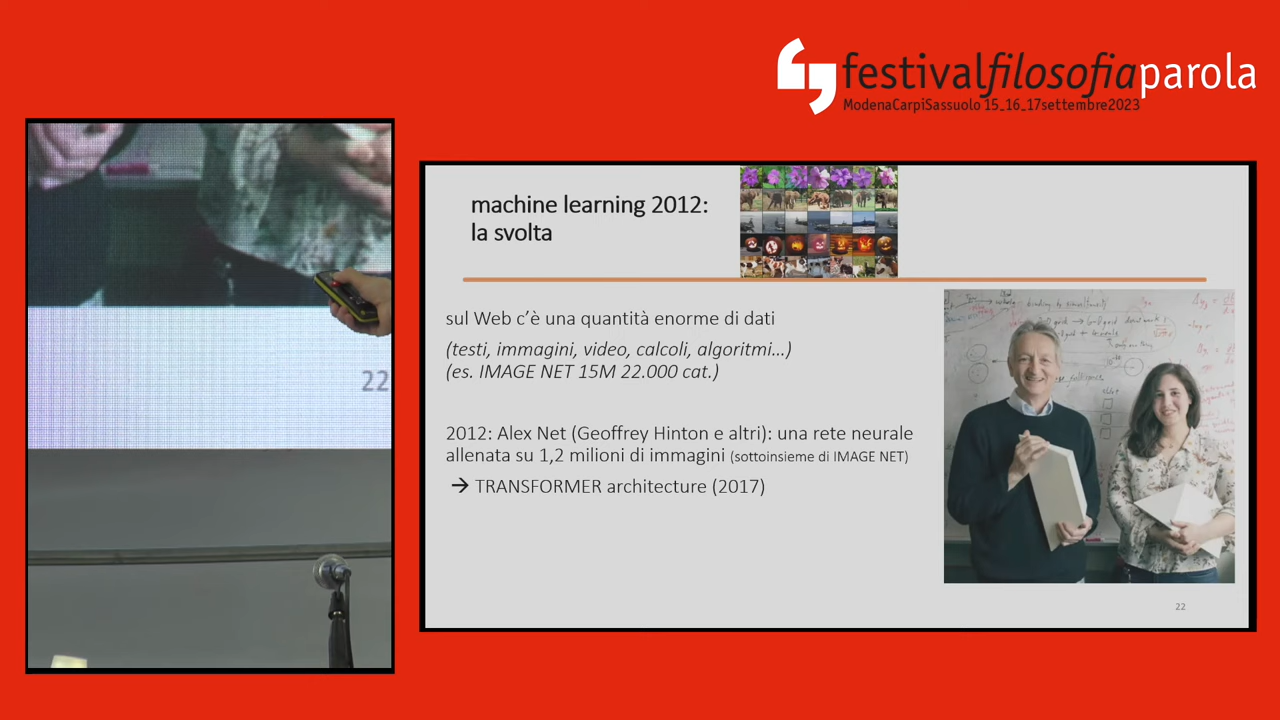 festivalfilosofiaparola
ModenaCarpiSassuolo 15_16_17settembre2023
machine learning 2012:
la svolta
sul Web c'è una quantità enorme di dati
(testi, immagini, video, calcoli, algoritmi...)
(es. IMAGE NET 15M 22.000 cat.)
2012: Alex Net (Geoffrey Hinton e altri): una rete neurale
allenata su 1,2 milioni di immagini (sottoinsieme di IMAGE NET)
→ TRANSFORMER architecture (2017)
22
22